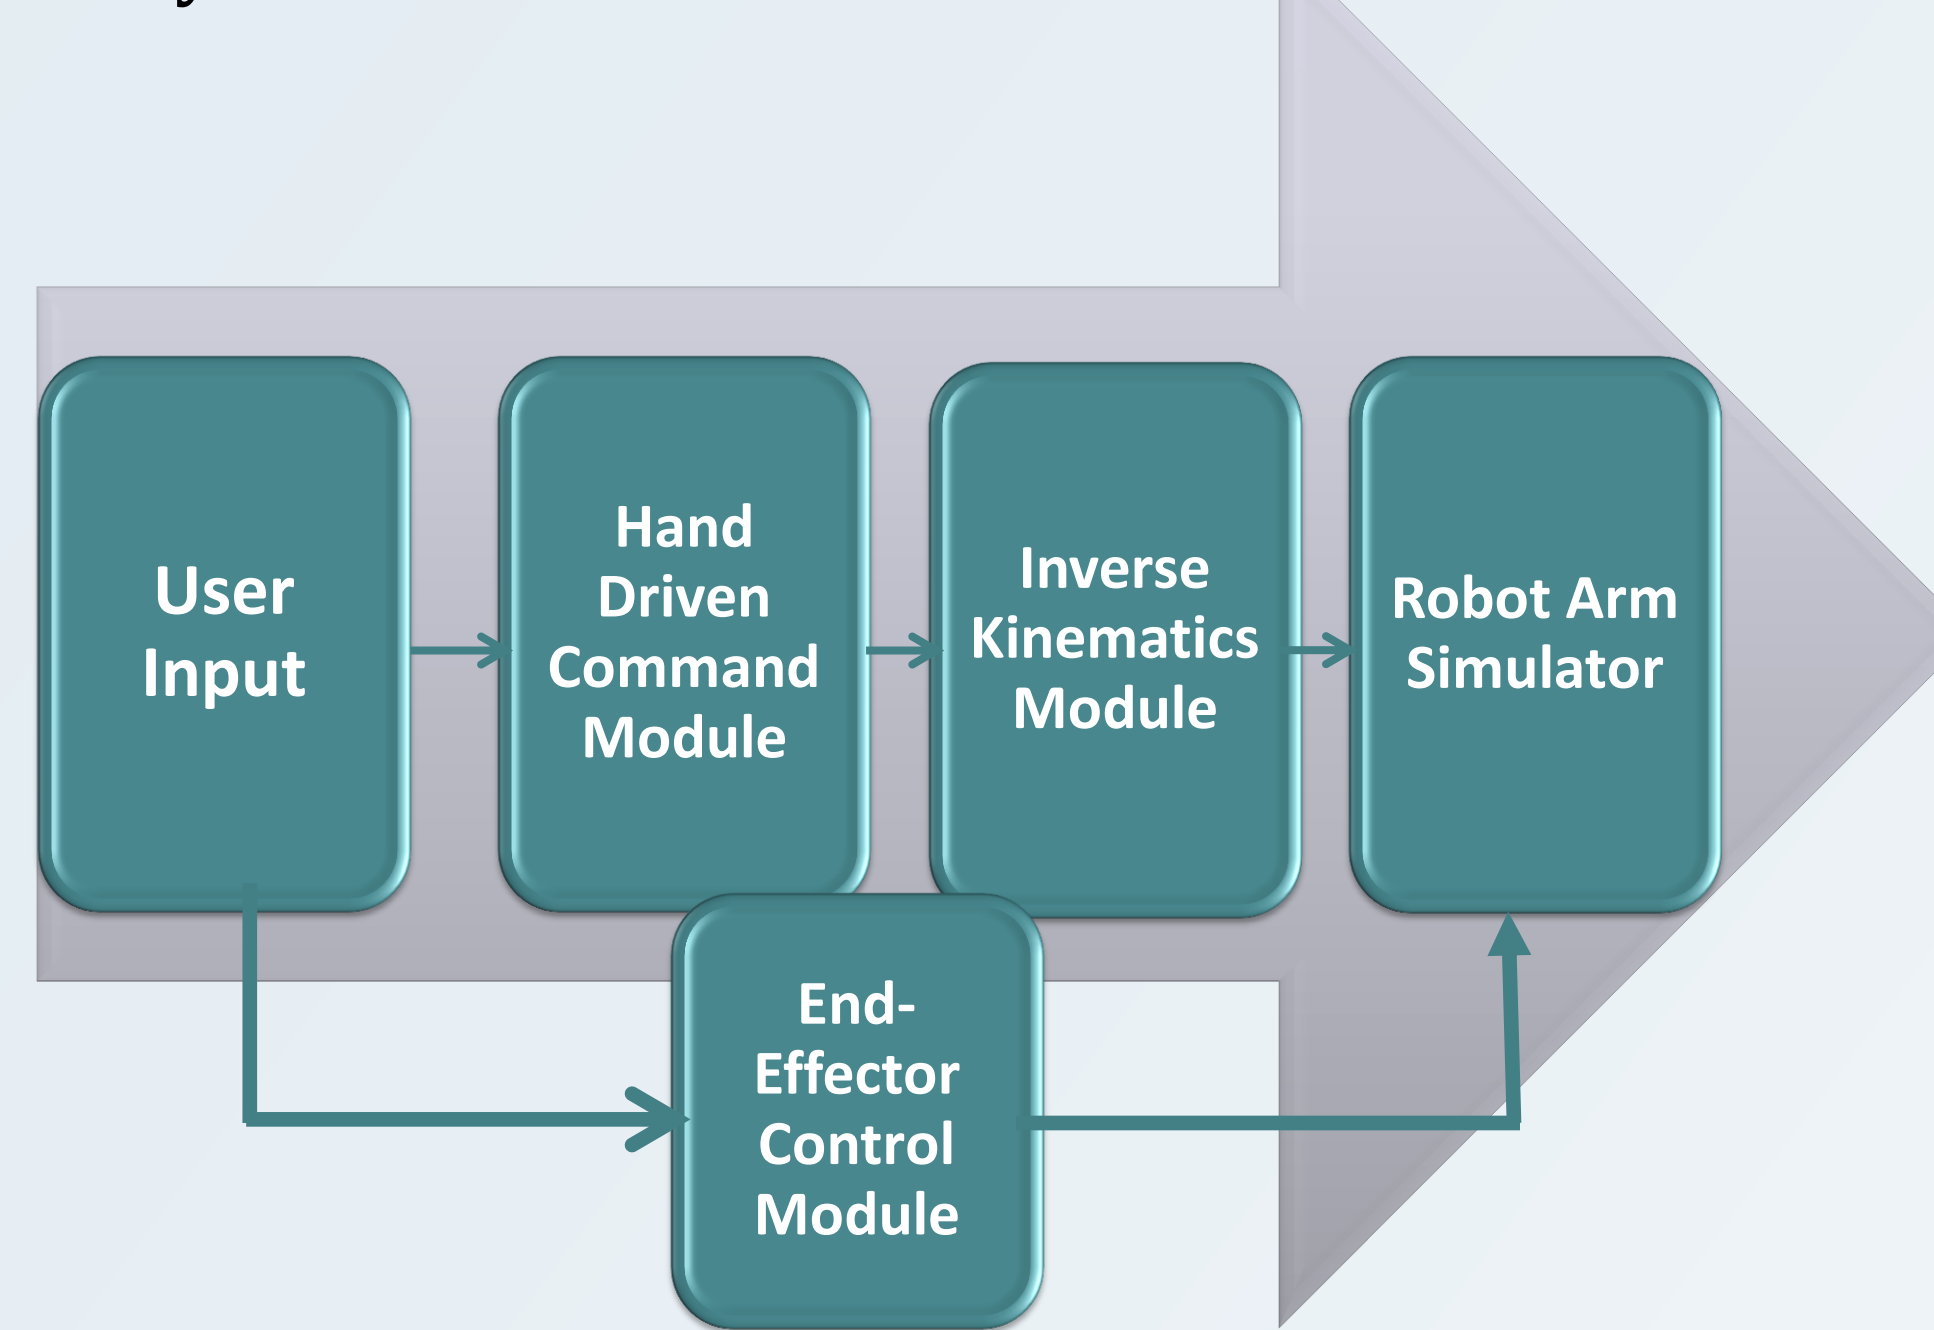 User
Input
Hand
Driven
Command
Module
Inverse
Kinematics
Module
Robot Arm
Simulator
End-
Effector
Control
Module